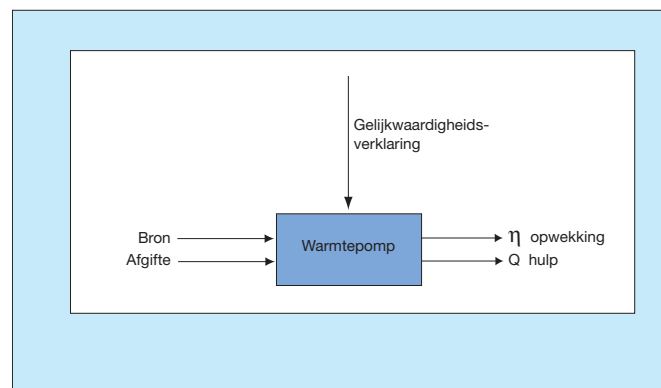 Gelijkwaardigheids-
verklaring
Bron
Warmtepomp
η opwekking
Afgifte
Q hulp